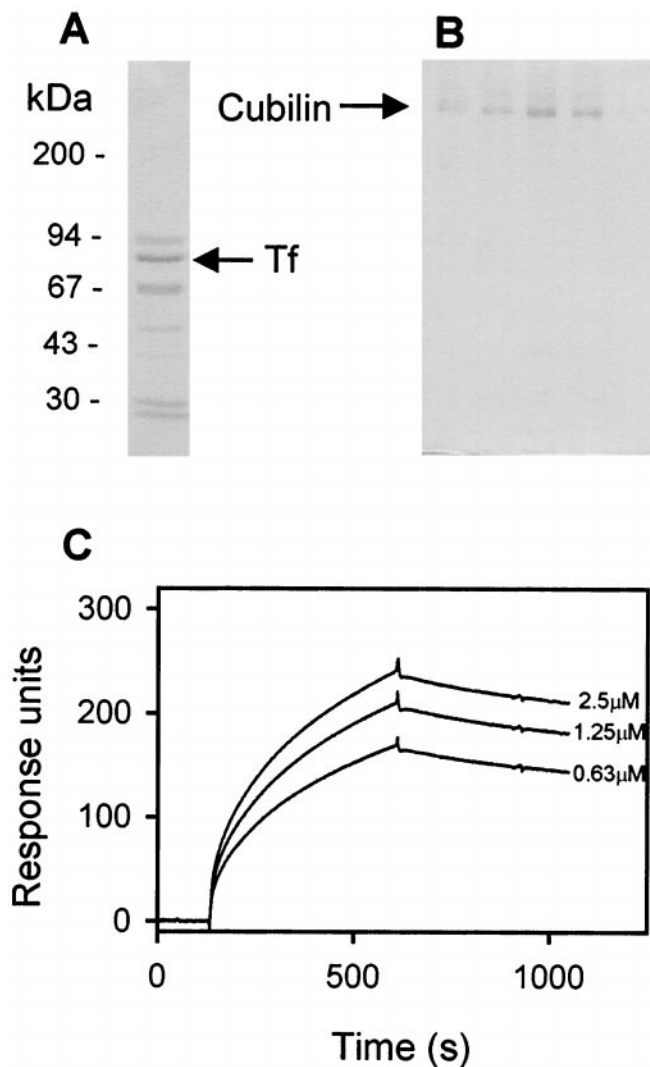 A
B
kDa
Cubilin
200 -
94 -
Tf
67 -
43 -
30 -
C
300
200
100
0
Response units
2.5μM
1.25μM
0.63μM
0
500
1000
Time (s)